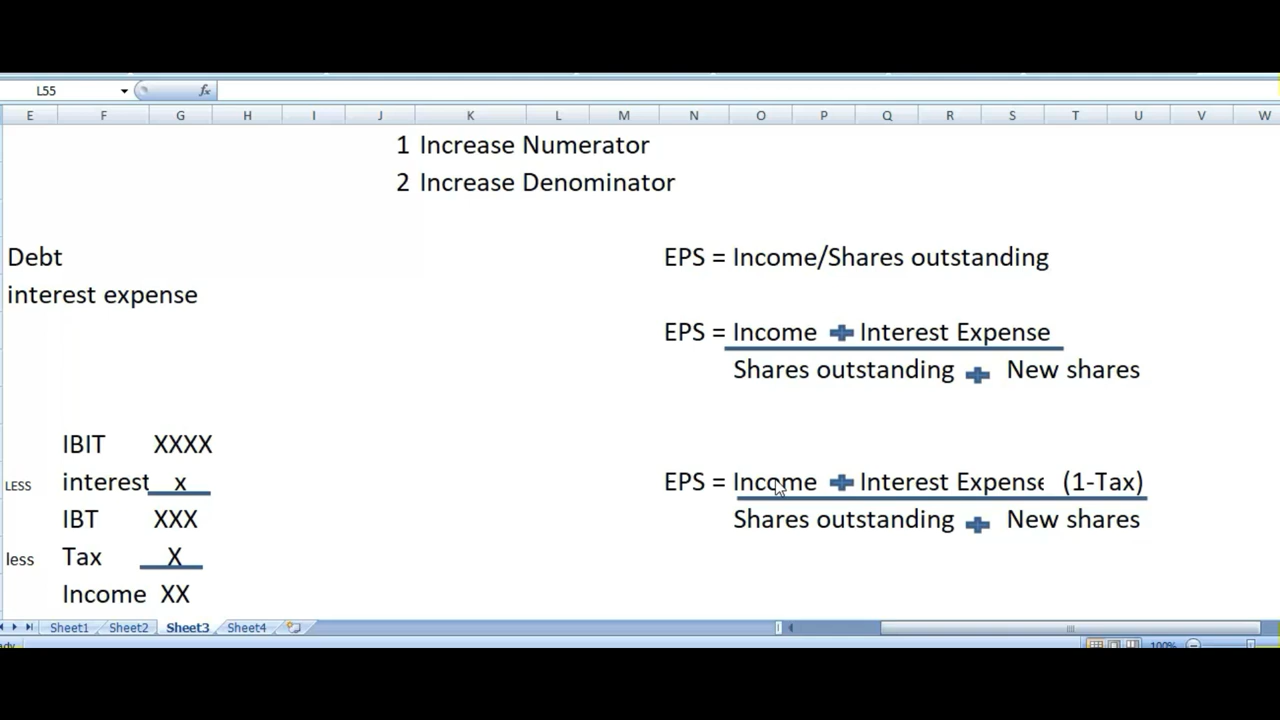 L55 fx
E F G H I J K L M N O P Q R S T U V W
1 Increase Numerator
2 Increase Denominator
Debt
EPS = Income/Shares outstanding
interest expense
EPS = Income + Interest Expense
Shares outstanding + New shares
IBIT XXXX
LESS interest x
EPS = Income + Interest Expense (1-Tax)
IBT XXX
Shares outstanding + New shares
less Tax X
Income XX
Sheet1 Sheet2 Sheet3 Sheet4
100%